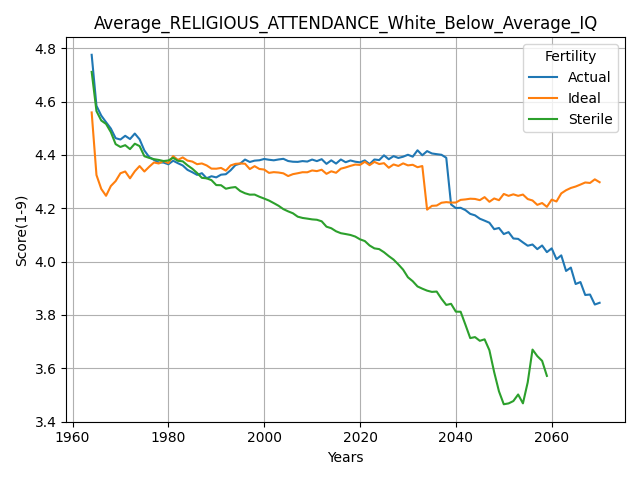 Average_RELIGIOUS_ATTENDANCE_White_Below_Average_IQ
Fertility
Actual
Ideal
Sterile
Score(1-9)
4.8
4.6
4.4
4.2
4.0
3.8
3.6
3.4
1960 1980 2000 2020 2040 2060
Years